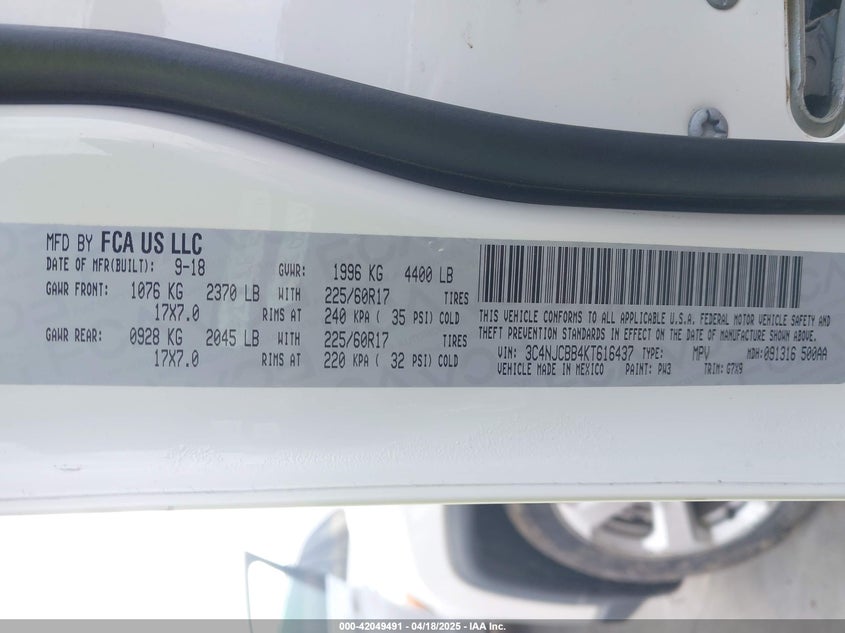 MFD BY FCA US LLC
DATE OF MFR(BUILT): 9-18 GVWR: 1996 KG 4400 LB
GAWR FRONT: 1076 KG 2370 LB WITH 225/60R17 TIRES
17X7.0 RIMS AT 240 KPA ( 35 PSI) COLD
GAWR REAR: 0928 KG 2045 LB WITH 225/60R17 TIRES
17X7.0 RIMS AT 220 KPA ( 32 PSI) COLD
THIS VEHICLE CONFORMS TO ALL APPLICABLE U.S.A. FEDERAL MOTOR VEHICLE SAFETY AND
THEFT PREVENTION STANDARDS IN EFFECT ON THE DATE OF MANUFACTURE SHOWN ABOVE.
VIN: 3C4NJCBB4KT616437 TYPE: MPV MDH:091316 500AA
VEHICLE MADE IN MEXICO PAINT: PW3 TRIM: G7X9
000-42049491 - 04/18/2025 - IAA Inc.